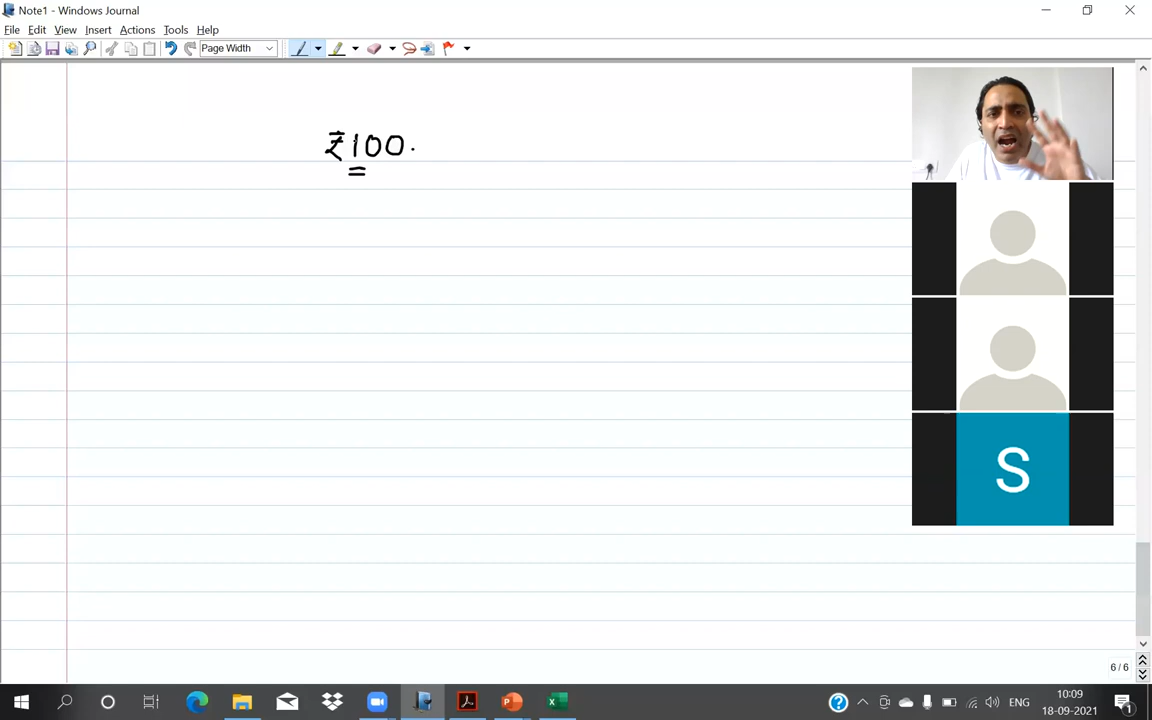 Note1 - Windows Journal
File Edit View Insert Actions Tools Help
Page Width
₹100.
S
6 / 6
ENG
10:09
18-09-2021
1